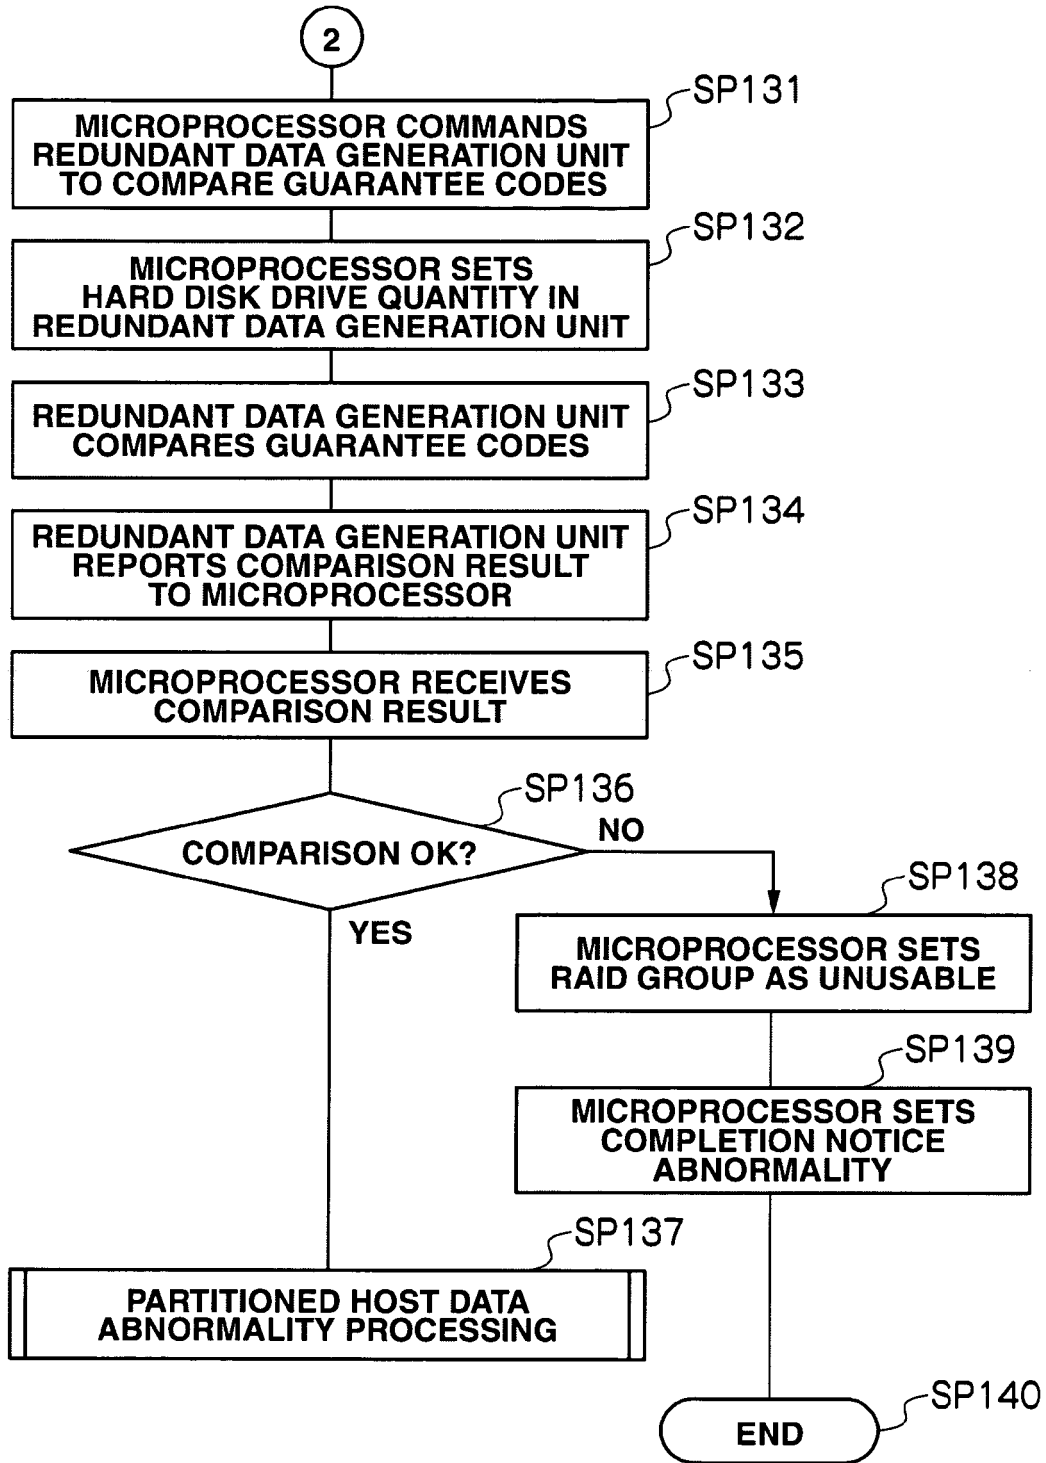 2
SP131
MICROPROCESSOR COMMANDS
REDUNDANT DATA GENERATION UNIT
TO COMPARE GUARANTEE CODES
SP132
MICROPROCESSOR SETS
HARD DISK DRIVE QUANTITY IN
REDUNDANT DATA GENERATION UNIT
SP133
REDUNDANT DATA GENERATION UNIT
COMPARES GUARANTEE CODES
SP134
REDUNDANT DATA GENERATION UNIT
REPORTS COMPARISON RESULT
TO MICROPROCESSOR
SP135
MICROPROCESSOR RECEIVES
COMPARISON RESULT
SP136
COMPARISON OK?
NO
YES
SP138
MICROPROCESSOR SETS
RAID GROUP AS UNUSABLE
SP139
MICROPROCESSOR SETS
COMPLETION NOTICE
ABNORMALITY
SP137
PARTITIONED HOST DATA
ABNORMALITY PROCESSING
SP140
END